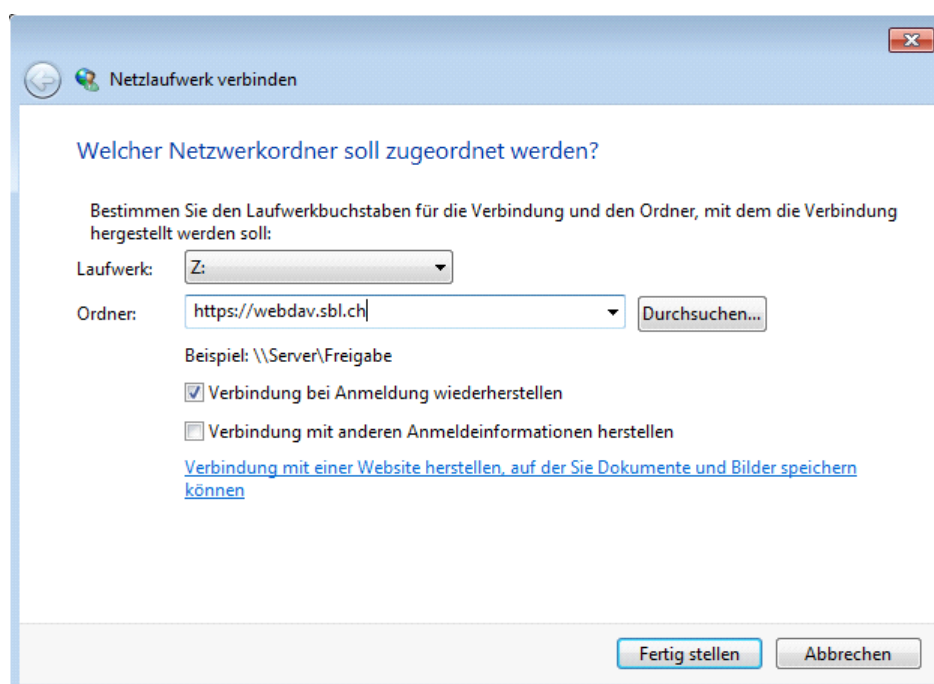 Netzlaufwerk verbinden
Welcher Netzwerkordner soll zugeordnet werden?
Bestimmen Sie den Laufwerkbuchstaben für die Verbindung und den Ordner, mit dem die Verbindung
hergestellt werden soll:
Laufwerk: Z:
Ordner: https://webdav.sbl.ch Durchsuchen...
Beispiel: \\Server\Freigabe
Verbindung bei Anmeldung wiederherstellen
Verbindung mit anderen Anmeldeinformationen herstellen
Verbindung mit einer Website herstellen, auf der Sie Dokumente und Bilder speichern
können
Fertig stellen Abbrechen